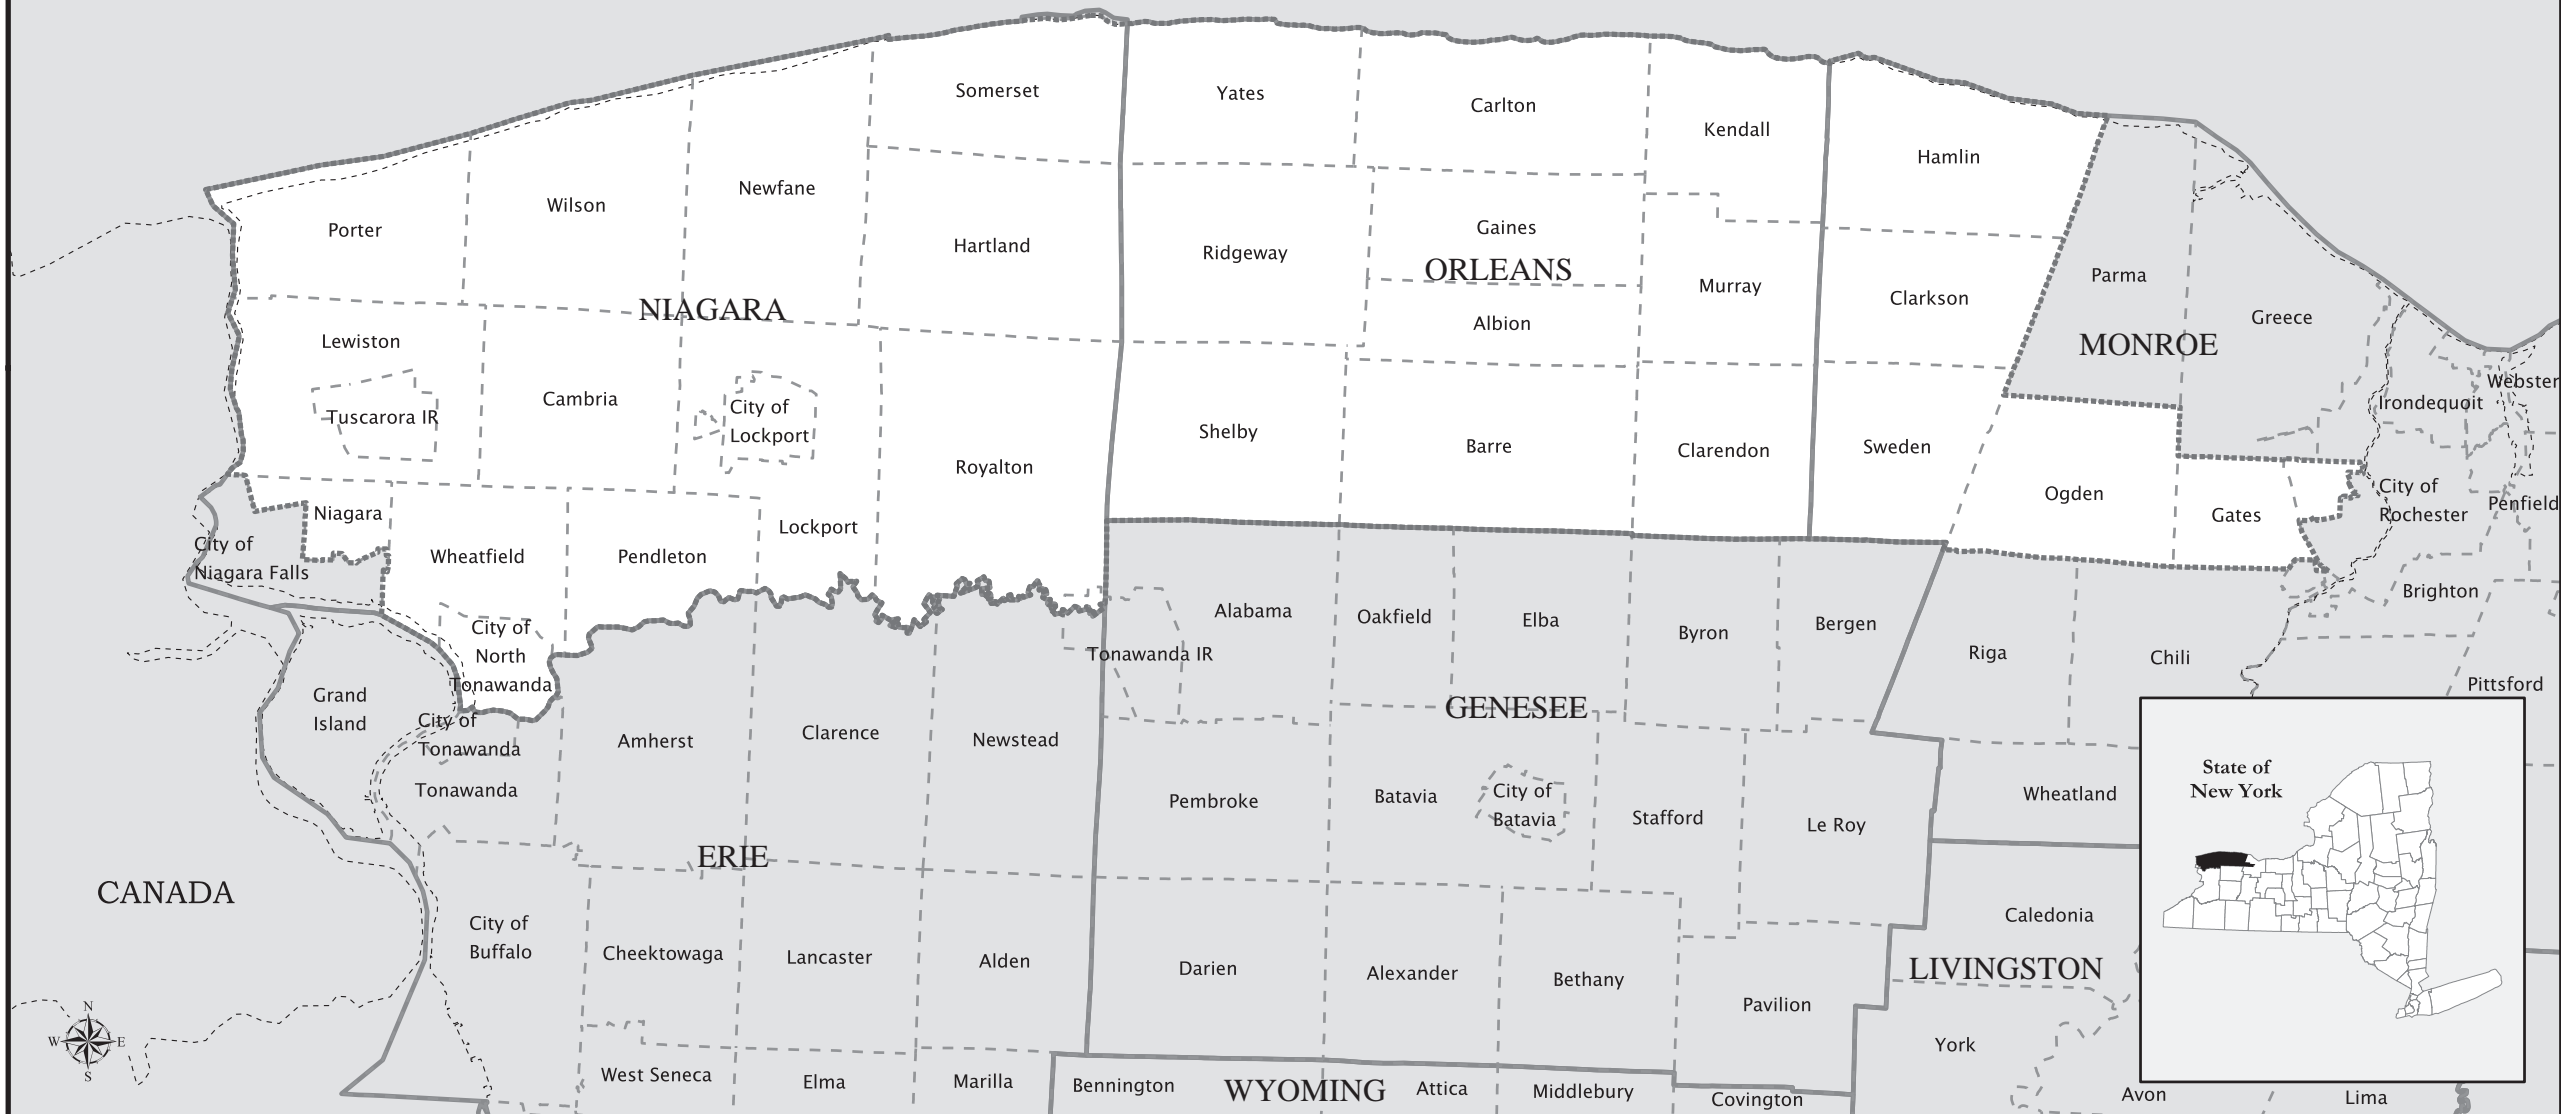 Somerset
Yates
Carlton
Kendall
Hamlin
Newfane
Wilson
Porter
Hartland
Ridgeway
Gaines
ORLEANS
Murray
Clarkson
Parma
Greece
MONROE
NIAGARA
Albion
Lewiston
Tuscarora IR
Cambria
City of
Lockport
Royalton
Shelby
Barre
Clarendon
Sweden
Ogden
Gates
Irondequoit
Webster
City of
Rochester
Penfield
Niagara
City of
Niagara Falls
Wheatfield
Pendleton
Lockport
City of
North
Tonawanda
Alabama
Oakfield
Elba
Byron
Bergen
Riga
Chili
Brighton
Pittsford
Tonawanda IR
GENESEE
Grand
Island
City of
Tonawanda
Tonawanda
Amherst
Clarence
Newstead
Pembroke
Batavia
City of
Batavia
Stafford
Le Roy
Wheatland
State of
New York
ERIE
CANADA
City of
Buffalo
Cheektowaga
Lancaster
Alden
Darien
Alexander
Bethany
Pavilion
Caledonia
LIVINGSTON
York
N
W
E
S
West Seneca
Elma
Marilla
Bennington
WYOMING
Attica
Middlebury
Covington
Avon
Lima